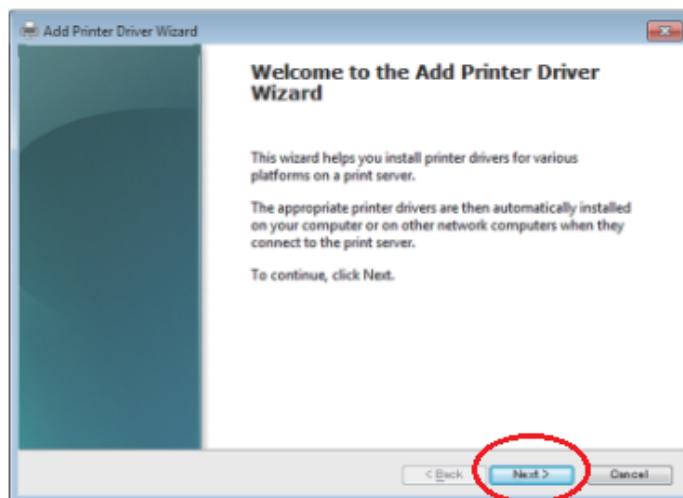 Add Printer Driver Wizard
Welcome to the Add Printer Driver
Wizard
This wizard helps you install printer drivers for various
platforms on a print server.
The appropriate printer drivers are then automatically installed
on your computer or on other network computers when they
connect to the print server.
To continue, click Next.
< Back Next > Cancel